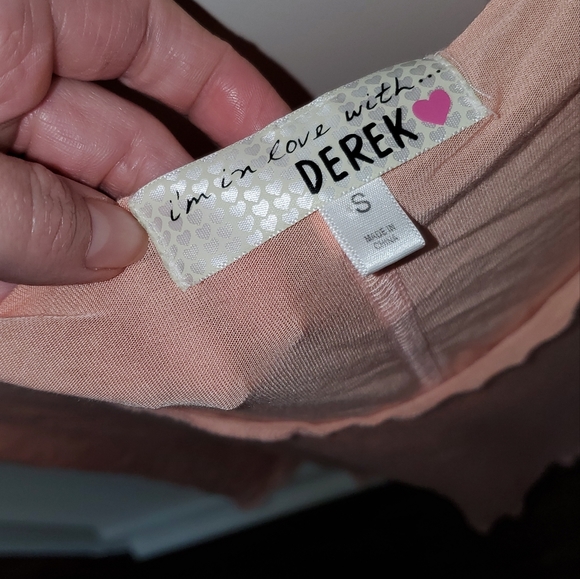 i'm in love with...
DEREK
S
MADE IN
CHINA